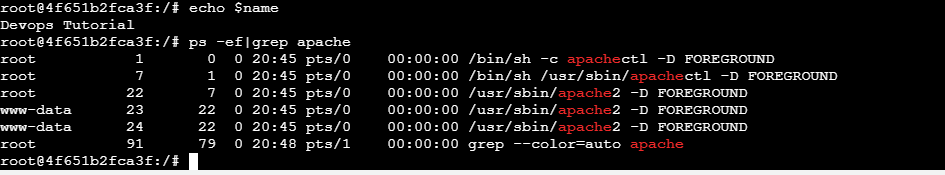 root@4f651b2fca3f:/# echo $name
Devops Tutorial
root@4f651b2fca3f:/# ps -ef|grep apache
root 1 0 0 20:45 pts/0 00:00:00 /bin/sh -c apachectl -D FOREGROUND
root 7 1 0 20:45 pts/0 00:00:00 /bin/sh /usr/sbin/apachectl -D FOREGROUND
root 22 7 0 20:45 pts/0 00:00:00 /usr/sbin/apache2 -D FOREGROUND
www-data 23 22 0 20:45 pts/0 00:00:00 /usr/sbin/apache2 -D FOREGROUND
www-data 24 22 0 20:45 pts/0 00:00:00 /usr/sbin/apache2 -D FOREGROUND
root 91 79 0 20:48 pts/1 00:00:00 grep --color=auto apache
root@4f651b2fca3f:/#